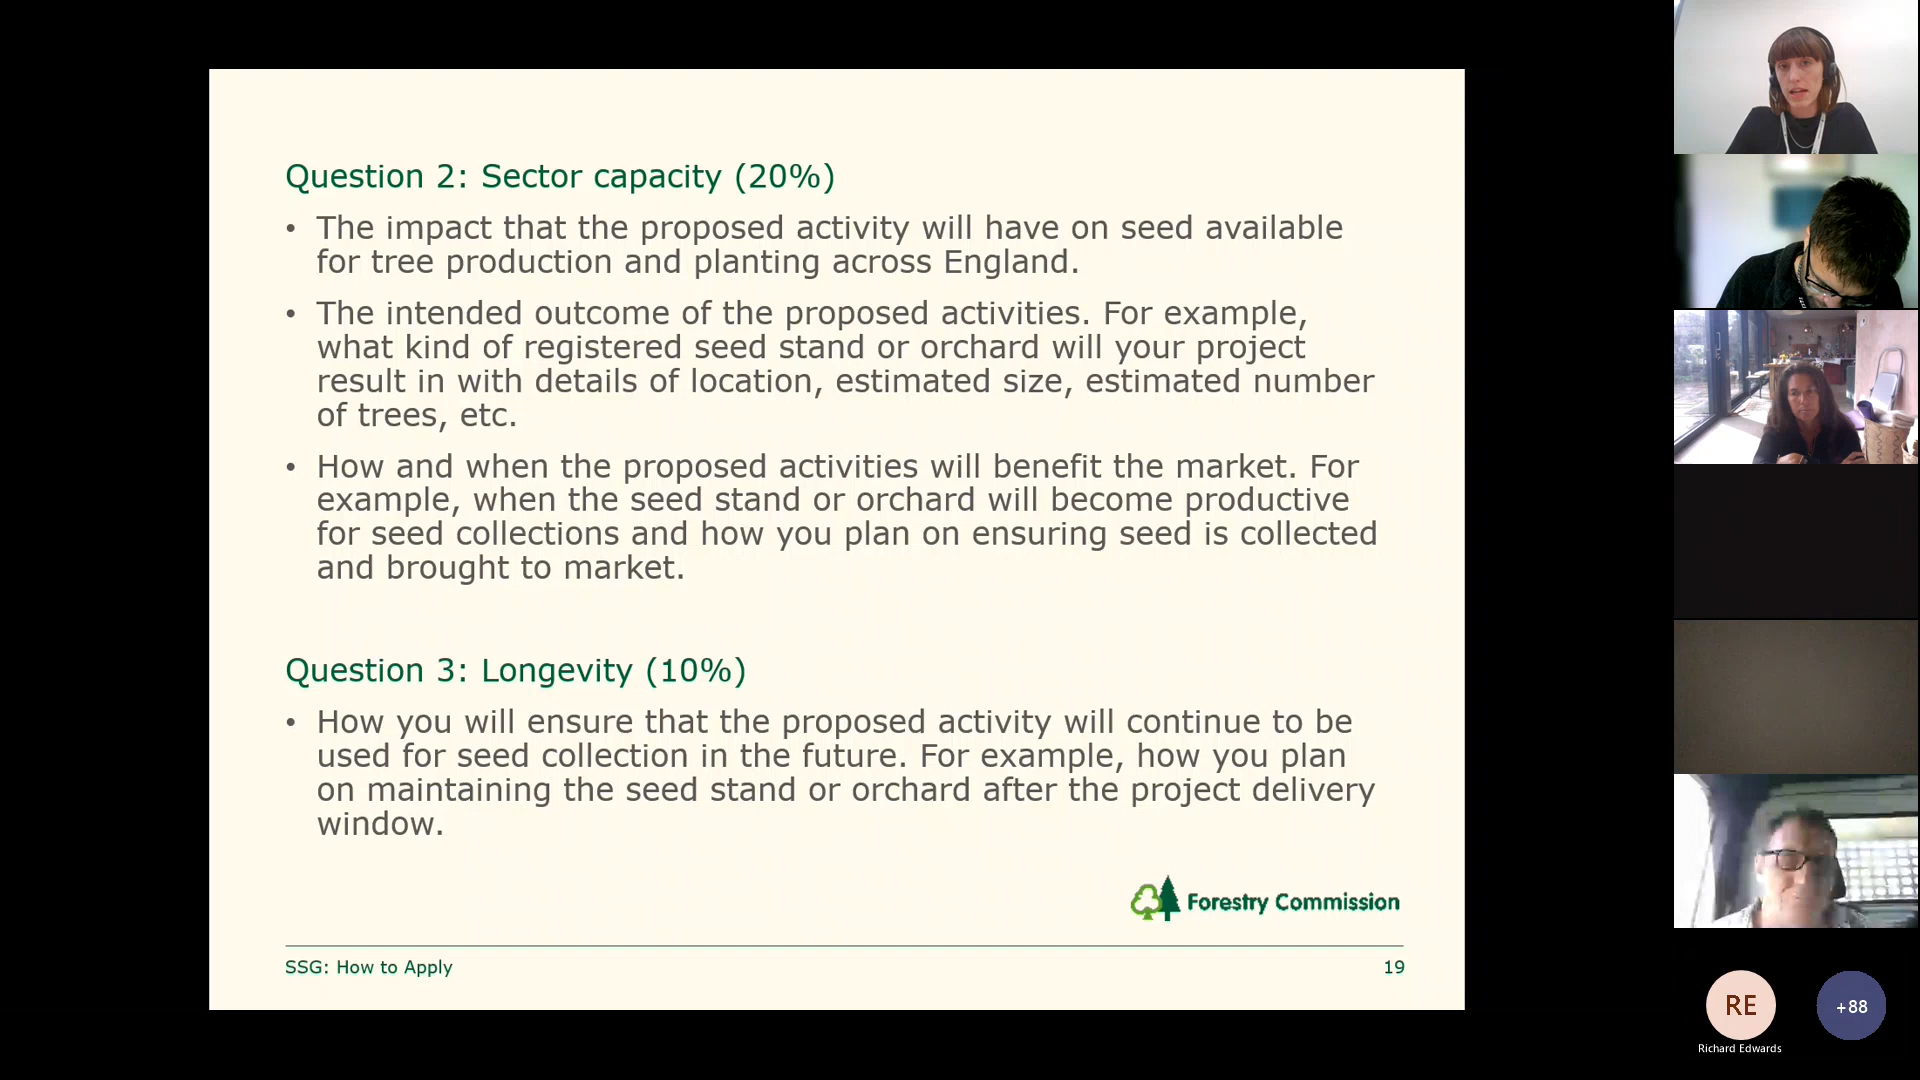 Question 2: Sector capacity (20%)
• The impact that the proposed activity will have on seed available
for tree production and planting across England.
• The intended outcome of the proposed activities. For example,
what kind of registered seed stand or orchard will your project
result in with details of location, estimated size, estimated number
of trees, etc.
• How and when the proposed activities will benefit the market. For
example, when the seed stand or orchard will become productive
for seed collections and how you plan on ensuring seed is collected
and brought to market.
Question 3: Longevity (10%)
• How you will ensure that the proposed activity will continue to be
used for seed collection in the future. For example, how you plan
on maintaining the seed stand or orchard after the project delivery
window.
Forestry Commission
SSG: How to Apply
19
RE
+88
Richard Edwards